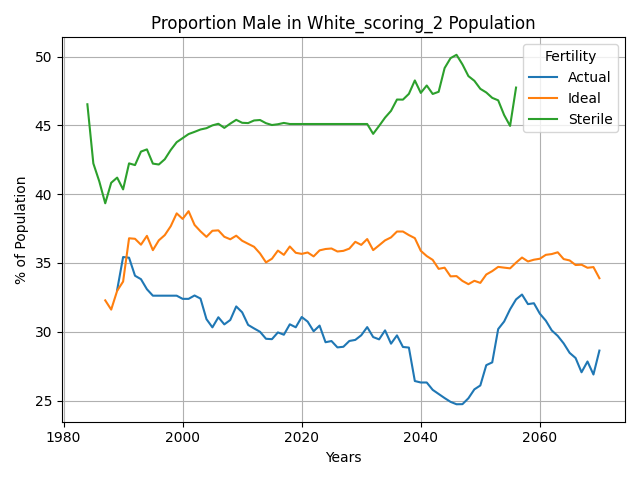 Proportion Male in White_scoring_2 Population
% of Population
50
45
40
35
30
25
1980
2000
2020
2040
2060
Years
Fertility
Actual
Ideal
Sterile